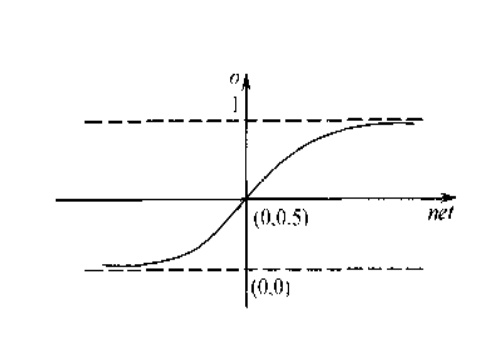 o
1
(0,0.5)
net
(0,0)